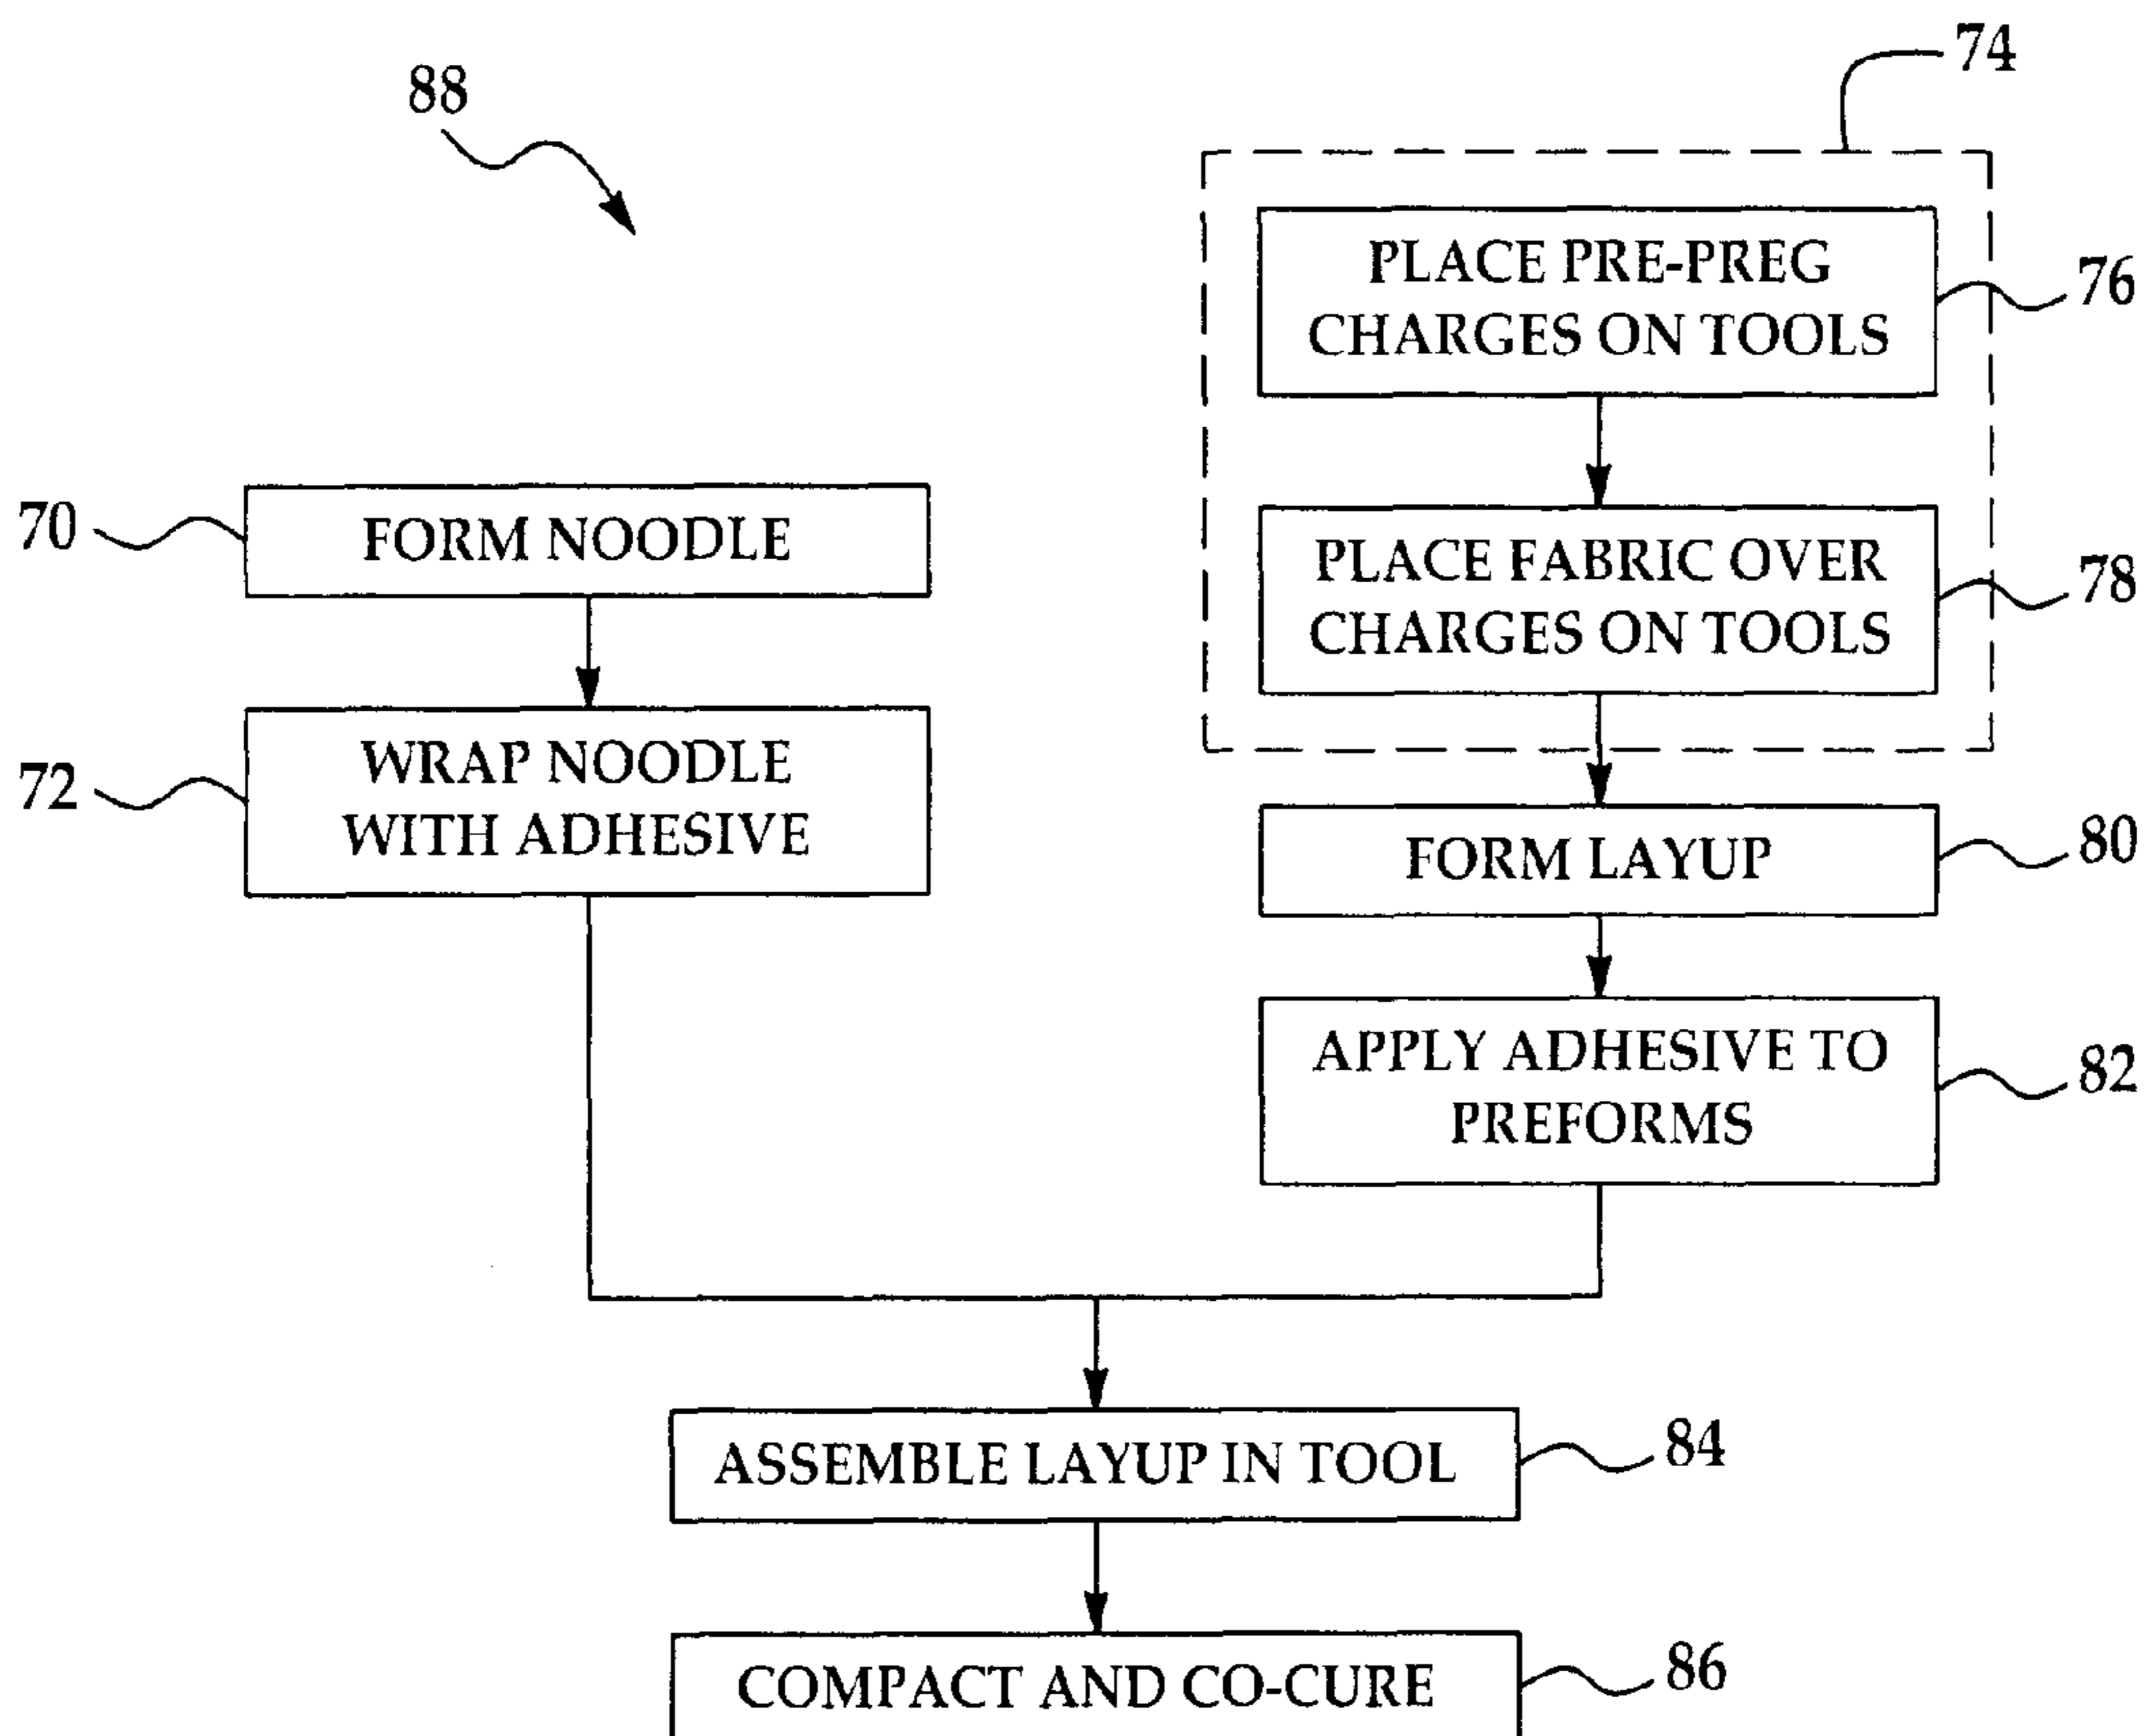 88
74
PLACE PRE-PREG
CHARGES ON TOOLS
76
PLACE FABRIC OVER
CHARGES ON TOOLS
78
70
FORM NOODLE
72
WRAP NOODLE
WITH ADHESIVE
FORM LAYUP
80
APPLY ADHESIVE TO
PREFORMS
82
ASSEMBLE LAYUP IN TOOL
84
COMPACT AND CO-CURE
86